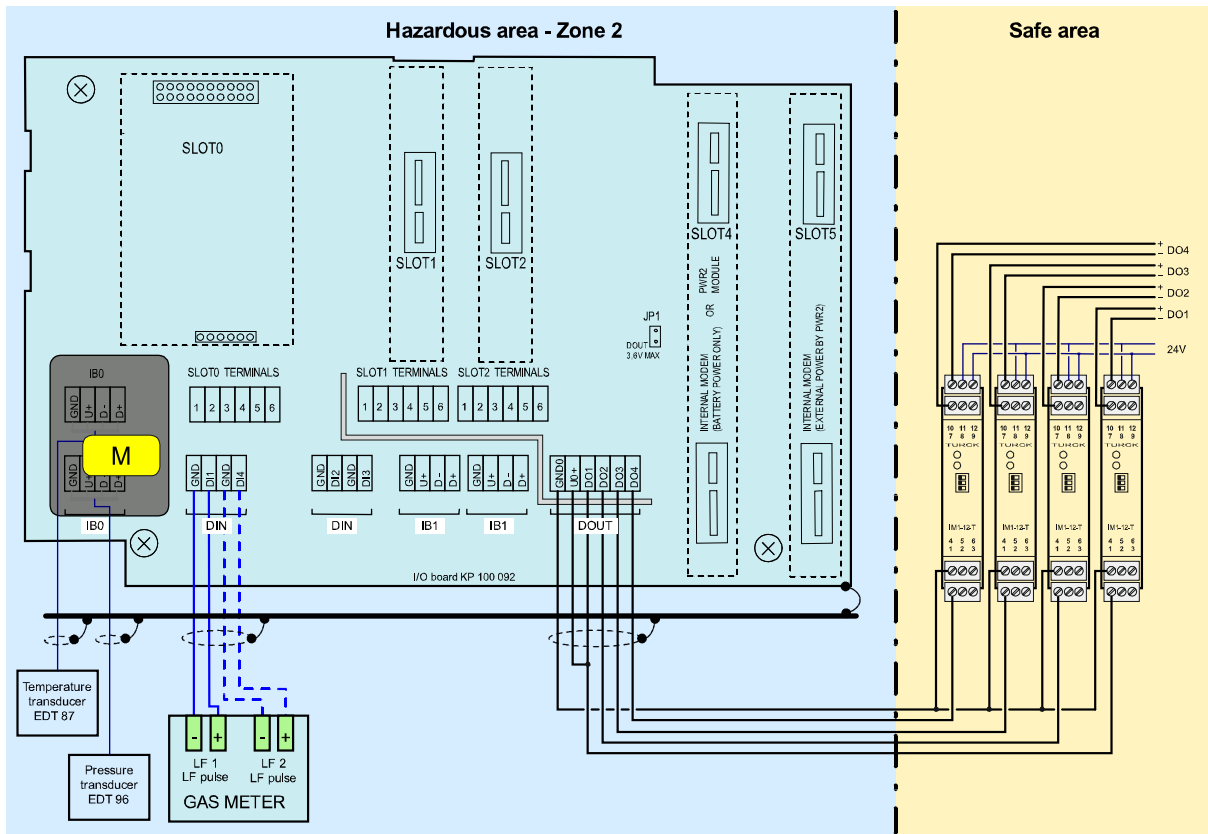 Hazardous area - Zone 2
Safe area
SLOT0
SLOT1
SLOT2
SLOT4
SLOT5
INTERNAL MODEM
(BATTERY POWER ONLY)
OR
PWR2
MODULE
INTERNAL MODEM
(EXTERNAL POWER BY PWR2)
JP1
DOUT
3.6V MAX
+ DO4
−
+ DO3
−
+ DO2
−
+ DO1
−
24V
IB0
GND U+ D- D+
M
GND U+ D- D+
IB0
SLOT0 TERMINALS
1 2 3 4 5 6
SLOT1 TERMINALS
1 2 3 4 5 6
SLOT2 TERMINALS
1 2 3 4 5 6
GND DI1 GND DI4
DIN
GND DI2 GND DI3
DIN
GND U+ D- D+
IB1
GND U+ D- D+
IB1
GND0 U0+ DO1 DO2 DO3 DO4
DOUT
I/O board KP 100 092
10 11 12
7 8 9
TURCK
IM1-12-T
4 5 6
1 2 3
10 11 12
7 8 9
TURCK
IM1-12-T
4 5 6
1 2 3
10 11 12
7 8 9
TURCK
IM1-12-T
4 5 6
1 2 3
10 11 12
7 8 9
TURCK
IM1-12-T
4 5 6
1 2 3
Temperature
transducer
EDT 87
Pressure
transducer
EDT 96
- + - +
LF 1
LF pulse
LF 2
LF pulse
GAS METER